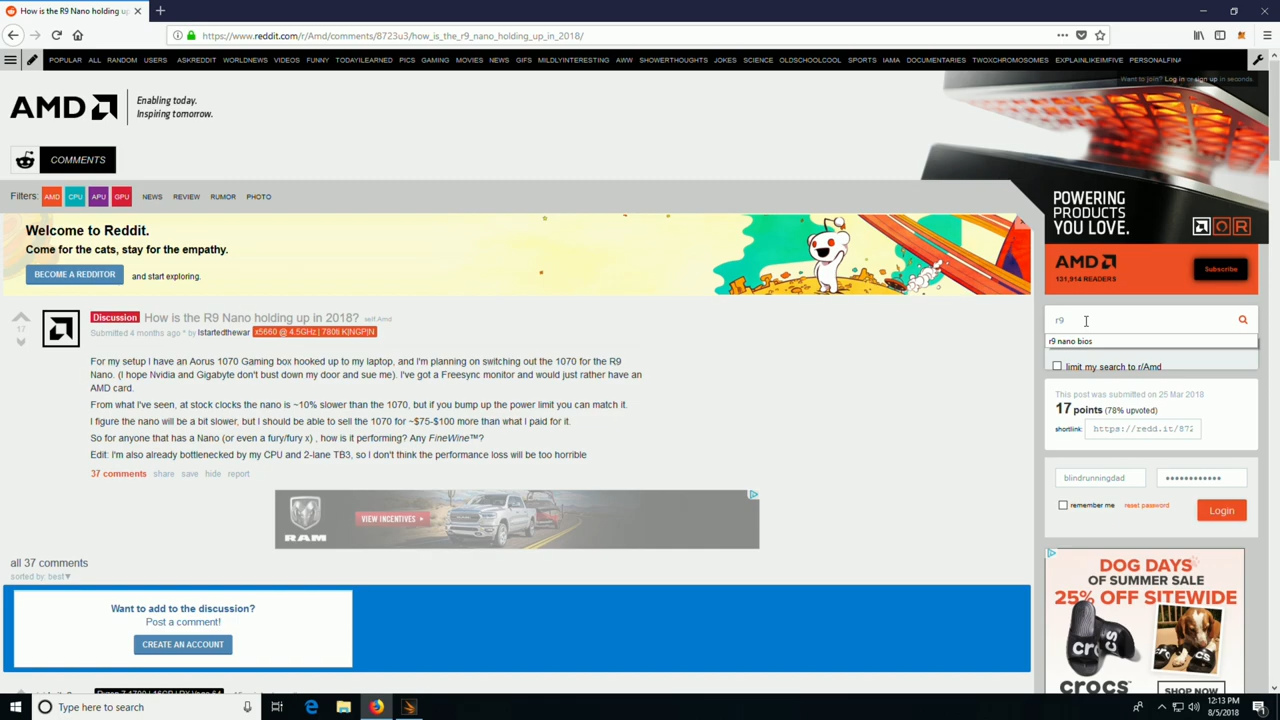 How is the R9 Nano holding up
https://www.reddit.com/r/Amd/comments/8723u3/how_is_the_r9_nano_holding_up_in_2018/
POPULAR ALL RANDOM USERS ASKREDDIT WORLDNEWS VIDEOS FUNNY TODAYILEARNED PICS GAMING MOVIES NEWS GIFS MILDLYINTERESTING AWW SHOWERTHOUGHTS JOKES SCIENCE OLDSCHOOLCOOL SPORTS IAMA DOCUMENTARIES TWOXCHROMOSOMES EXPLAINLIKEIMFIVE PERSONALFINA
Want to join? Log in or sign up in seconds.
AMD
Enabling today.
Inspiring tomorrow.
COMMENTS
Filters: AMD CPU APU GPU NEWS REVIEW RUMOR PHOTO
Welcome to Reddit.
Come for the cats, stay for the empathy.
BECOME A REDDITOR and start exploring.
POWERING
PRODUCTS
YOU LOVE.
AMD
131,914 READERS
Subscribe
r9
r9 nano bios
limit my search to r/Amd
17
Discussion How is the R9 Nano holding up in 2018? self.Amd
Submitted 4 months ago * by Istartedthewar x5660 @ 4.5GHz | 7806 K|NGP|N
For my setup I have an Aorus 1070 Gaming box hooked up to my laptop, and I'm planning on switching out the 1070 for the R9
Nano. (I hope Nvidia and Gigabyte don't bust down my door and sue me). I've got a Freesync monitor and would just rather have an
AMD card.
From what I've seen, at stock clocks the nano is ~10% slower than the 1070, but if you bump up the power limit you can match it.
I figure the nano will be a bit slower, but I should be able to sell the 1070 for ~$75-$100 more than what I paid for it.
So for anyone that has a Nano (or even a fury/fury x) , how is it performing? Any FineWine™?
Edit: I'm also already bottlenecked by my CPU and 2-lane TB3, so I don't think the performance loss will be too horrible
37 comments share save hide report
This post was submitted on 25 Mar 2018
17 points (78% upvoted)
shortlink: https://redd.it/872
blindrunningdad ••••••••••••
remember me reset password Login
RAM
VIEW INCENTIVES
all 37 comments
sorted by: best
Want to add to the discussion?
Post a comment!
CREATE AN ACCOUNT
DOG DAYS
OF SUMMER SALE
25% OFF SITEWIDE
crocs
CROCS
SHOP NOW
Type here to search
12:13 PM
8/5/2018